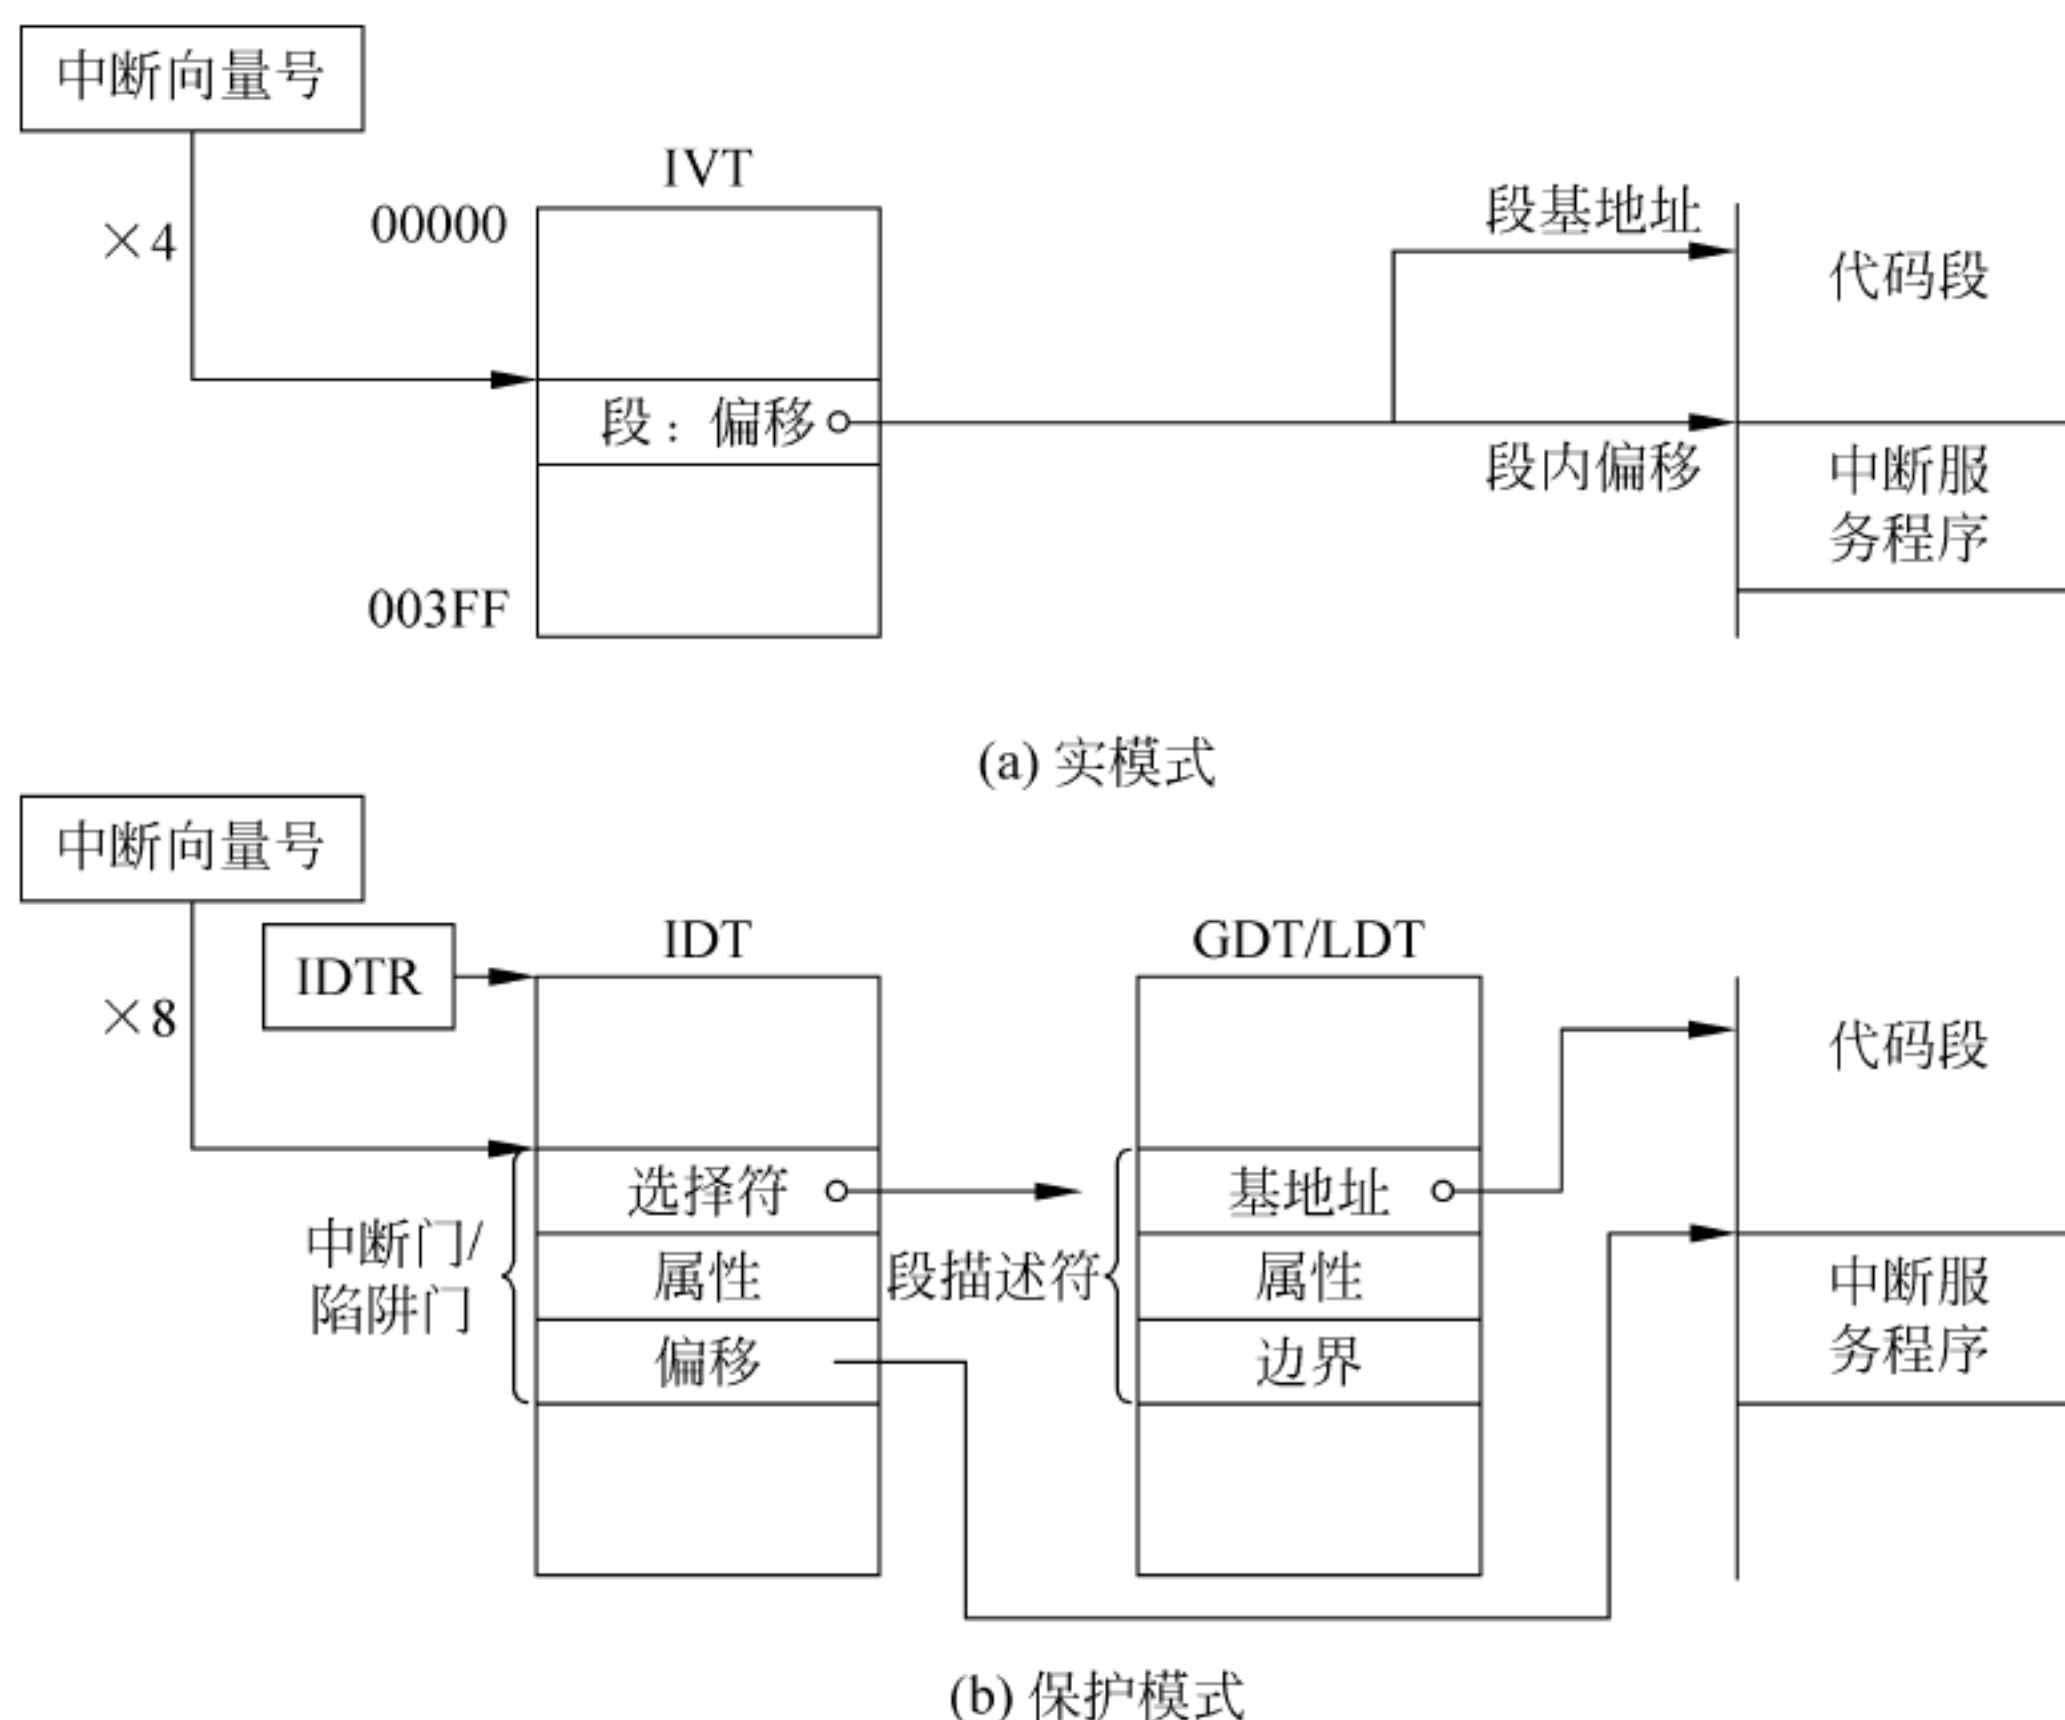 中断向量号
IVT
×4
00000
段基地址
代码段
段：偏移
段内偏移
中断服
务程序
003FF
(a) 实模式
中断向量号
IDTR
IDT
GDT/LDT
×8
代码段
选择符
基地址
中断门/
陷阱门
属性
段描述符
属性
偏移
边界
中断服
务程序
(b) 保护模式